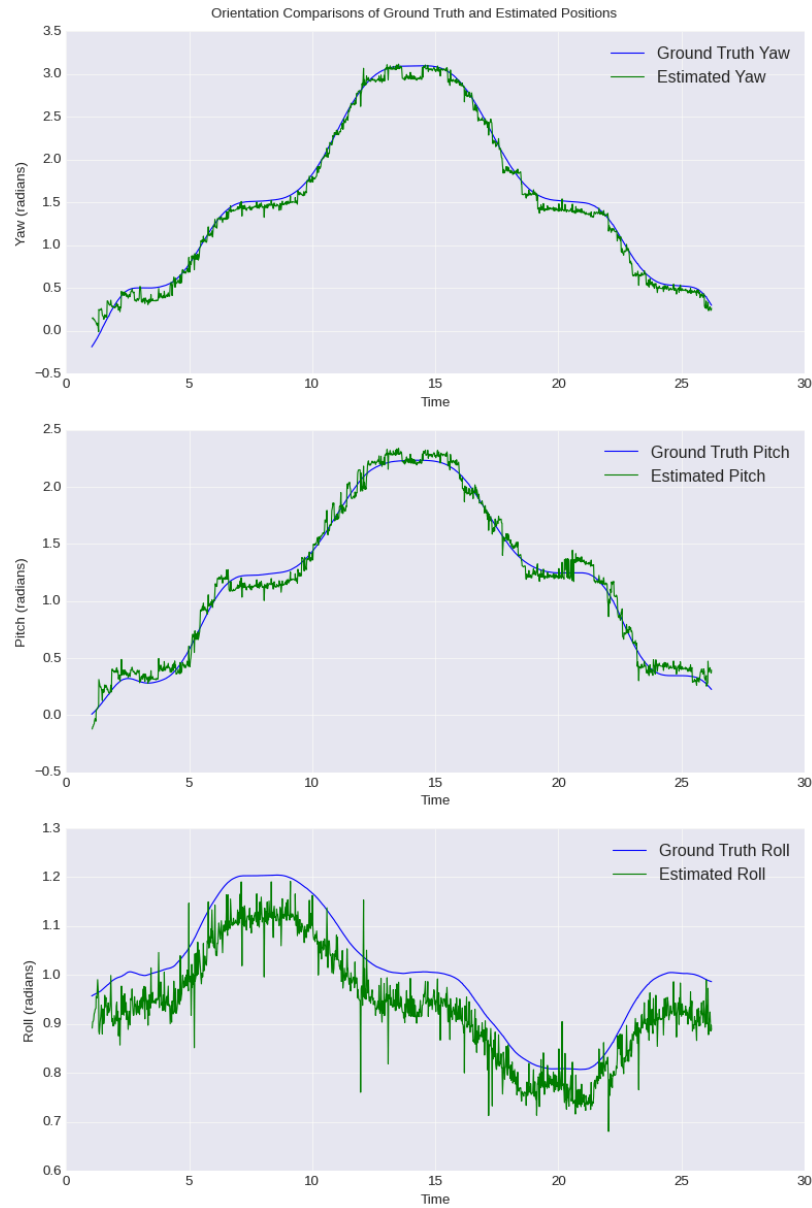 Orientation Comparisons of Ground Truth and Estimated Positions
3.5
3.0
2.5
2.0
1.5
1.0
0.5
0.0
−0.5
Yaw (radians)
Ground Truth Yaw
Estimated Yaw
0 5 10 15 20 25 30
Time
2.5
2.0
1.5
1.0
0.5
0.0
−0.5
Pitch (radians)
Ground Truth Pitch
Estimated Pitch
0 5 10 15 20 25 30
Time
1.3
1.2
1.1
1.0
0.9
0.8
0.7
0.6
Roll (radians)
Ground Truth Roll
Estimated Roll
0 5 10 15 20 25 30
Time